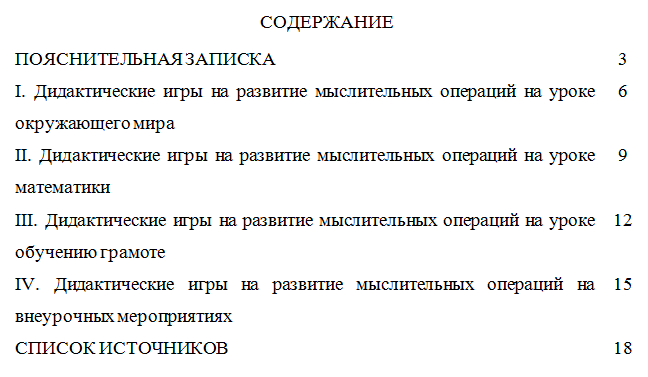 СОДЕРЖАНИЕ
ПОЯСНИТЕЛЬНАЯ ЗАПИСКА 3
I. Дидактические игры на развитие мыслительных операций на уроке 6
окружающего мира
II. Дидактические игры на развитие мыслительных операций на уроке 9
математики
III. Дидактические игры на развитие мыслительных операций на уроке 12
обучению грамоте
IV. Дидактические игры на развитие мыслительных операций на 15
внеурочных мероприятиях
СПИСОК ИСТОЧНИКОВ 18